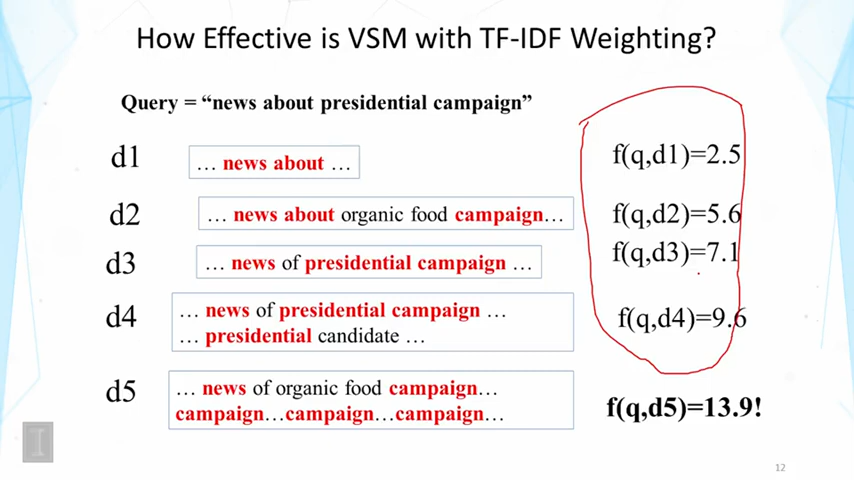 How Effective is VSM with TF-IDF Weighting?
Query = “news about presidential campaign”
d1
… news about …
f(q,d1)=2.5
d2
… news about organic food campaign…
f(q,d2)=5.6
d3
… news of presidential campaign …
f(q,d3)=7.1
d4
… news of presidential campaign …
… presidential candidate …
f(q,d4)=9.6
d5
… news of organic food campaign…
campaign…campaign…campaign…
f(q,d5)=13.9!
12